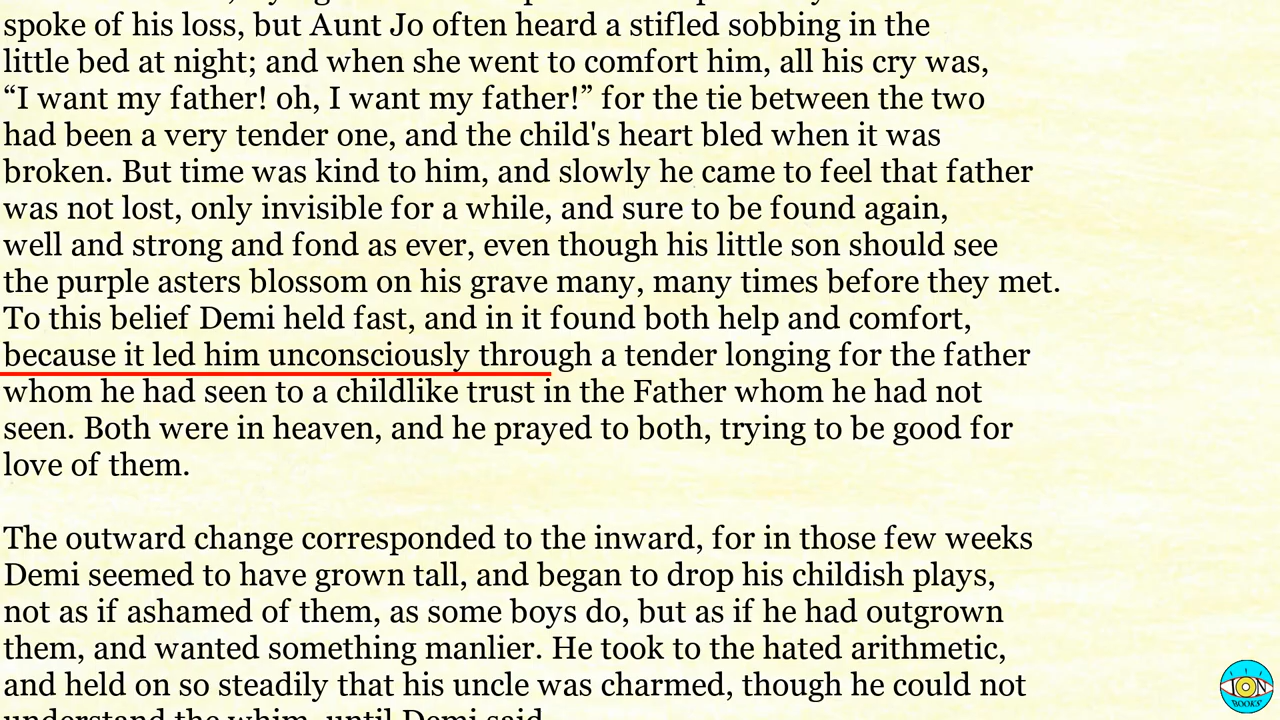 spoke of his loss, but Aunt Jo often heard a stifled sobbing in the
little bed at night; and when she went to comfort him, all his cry was,
“I want my father! oh, I want my father!” for the tie between the two
had been a very tender one, and the child's heart bled when it was
broken. But time was kind to him, and slowly he came to feel that father
was not lost, only invisible for a while, and sure to be found again,
well and strong and fond as ever, even though his little son should see
the purple asters blossom on his grave many, many times before they met.
To this belief Demi held fast, and in it found both help and comfort,
because it led him unconsciously through a tender longing for the father
whom he had seen to a childlike trust in the Father whom he had not
seen. Both were in heaven, and he prayed to both, trying to be good for
love of them.
The outward change corresponded to the inward, for in those few weeks
Demi seemed to have grown tall, and began to drop his childish plays,
not as if ashamed of them, as some boys do, but as if he had outgrown
them, and wanted something manlier. He took to the hated arithmetic,
and held on so steadily that his uncle was charmed, though he could not
understand the whim, until Demi said
ION
BOOKS